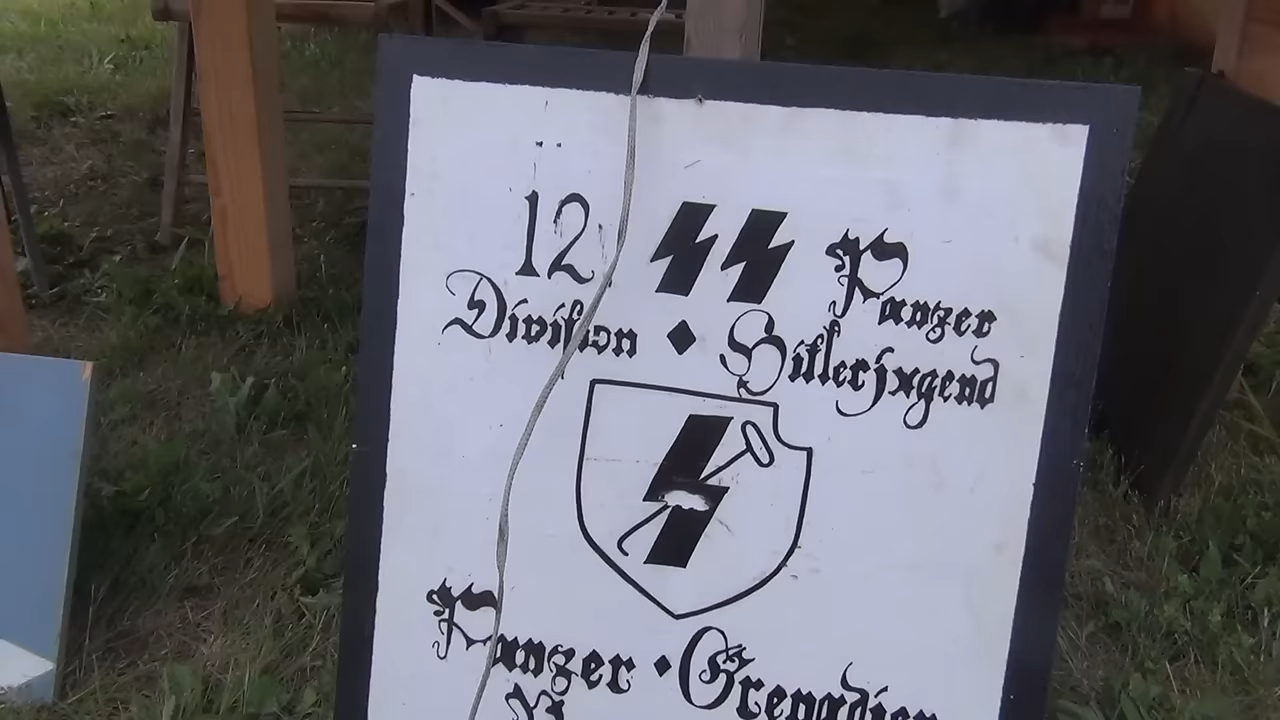 12 SS Panzer
Division • Hitlerjugend
Panzer • Grenadier